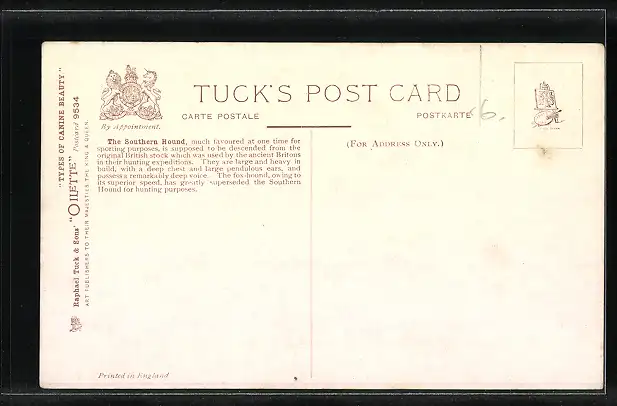 TUCK'S POST CARD
CARTE POSTALE
POSTKARTE
By Appointment.
(FOR ADDRESS ONLY.)
The Southern Hound, much favoured at one time for
sporting purposes, is supposed to be descended from the
original British stock which was used by the ancient Britons
in their hunting expeditions. They are large and heavy in
build, with a deep chest and large pendulous ears, and
possess a remarkably deep voice. The fox-hound, owing to
its superior speed, has greatly superseded the Southern
Hound for hunting purposes.
"TYPES OF CANINE BEAUTY"
Raphael Tuck & Sons' "OILETTE" Postcard 9534
ART PUBLISHERS TO THEIR MAJESTIES THE KING & QUEEN.
Printed in England
6.